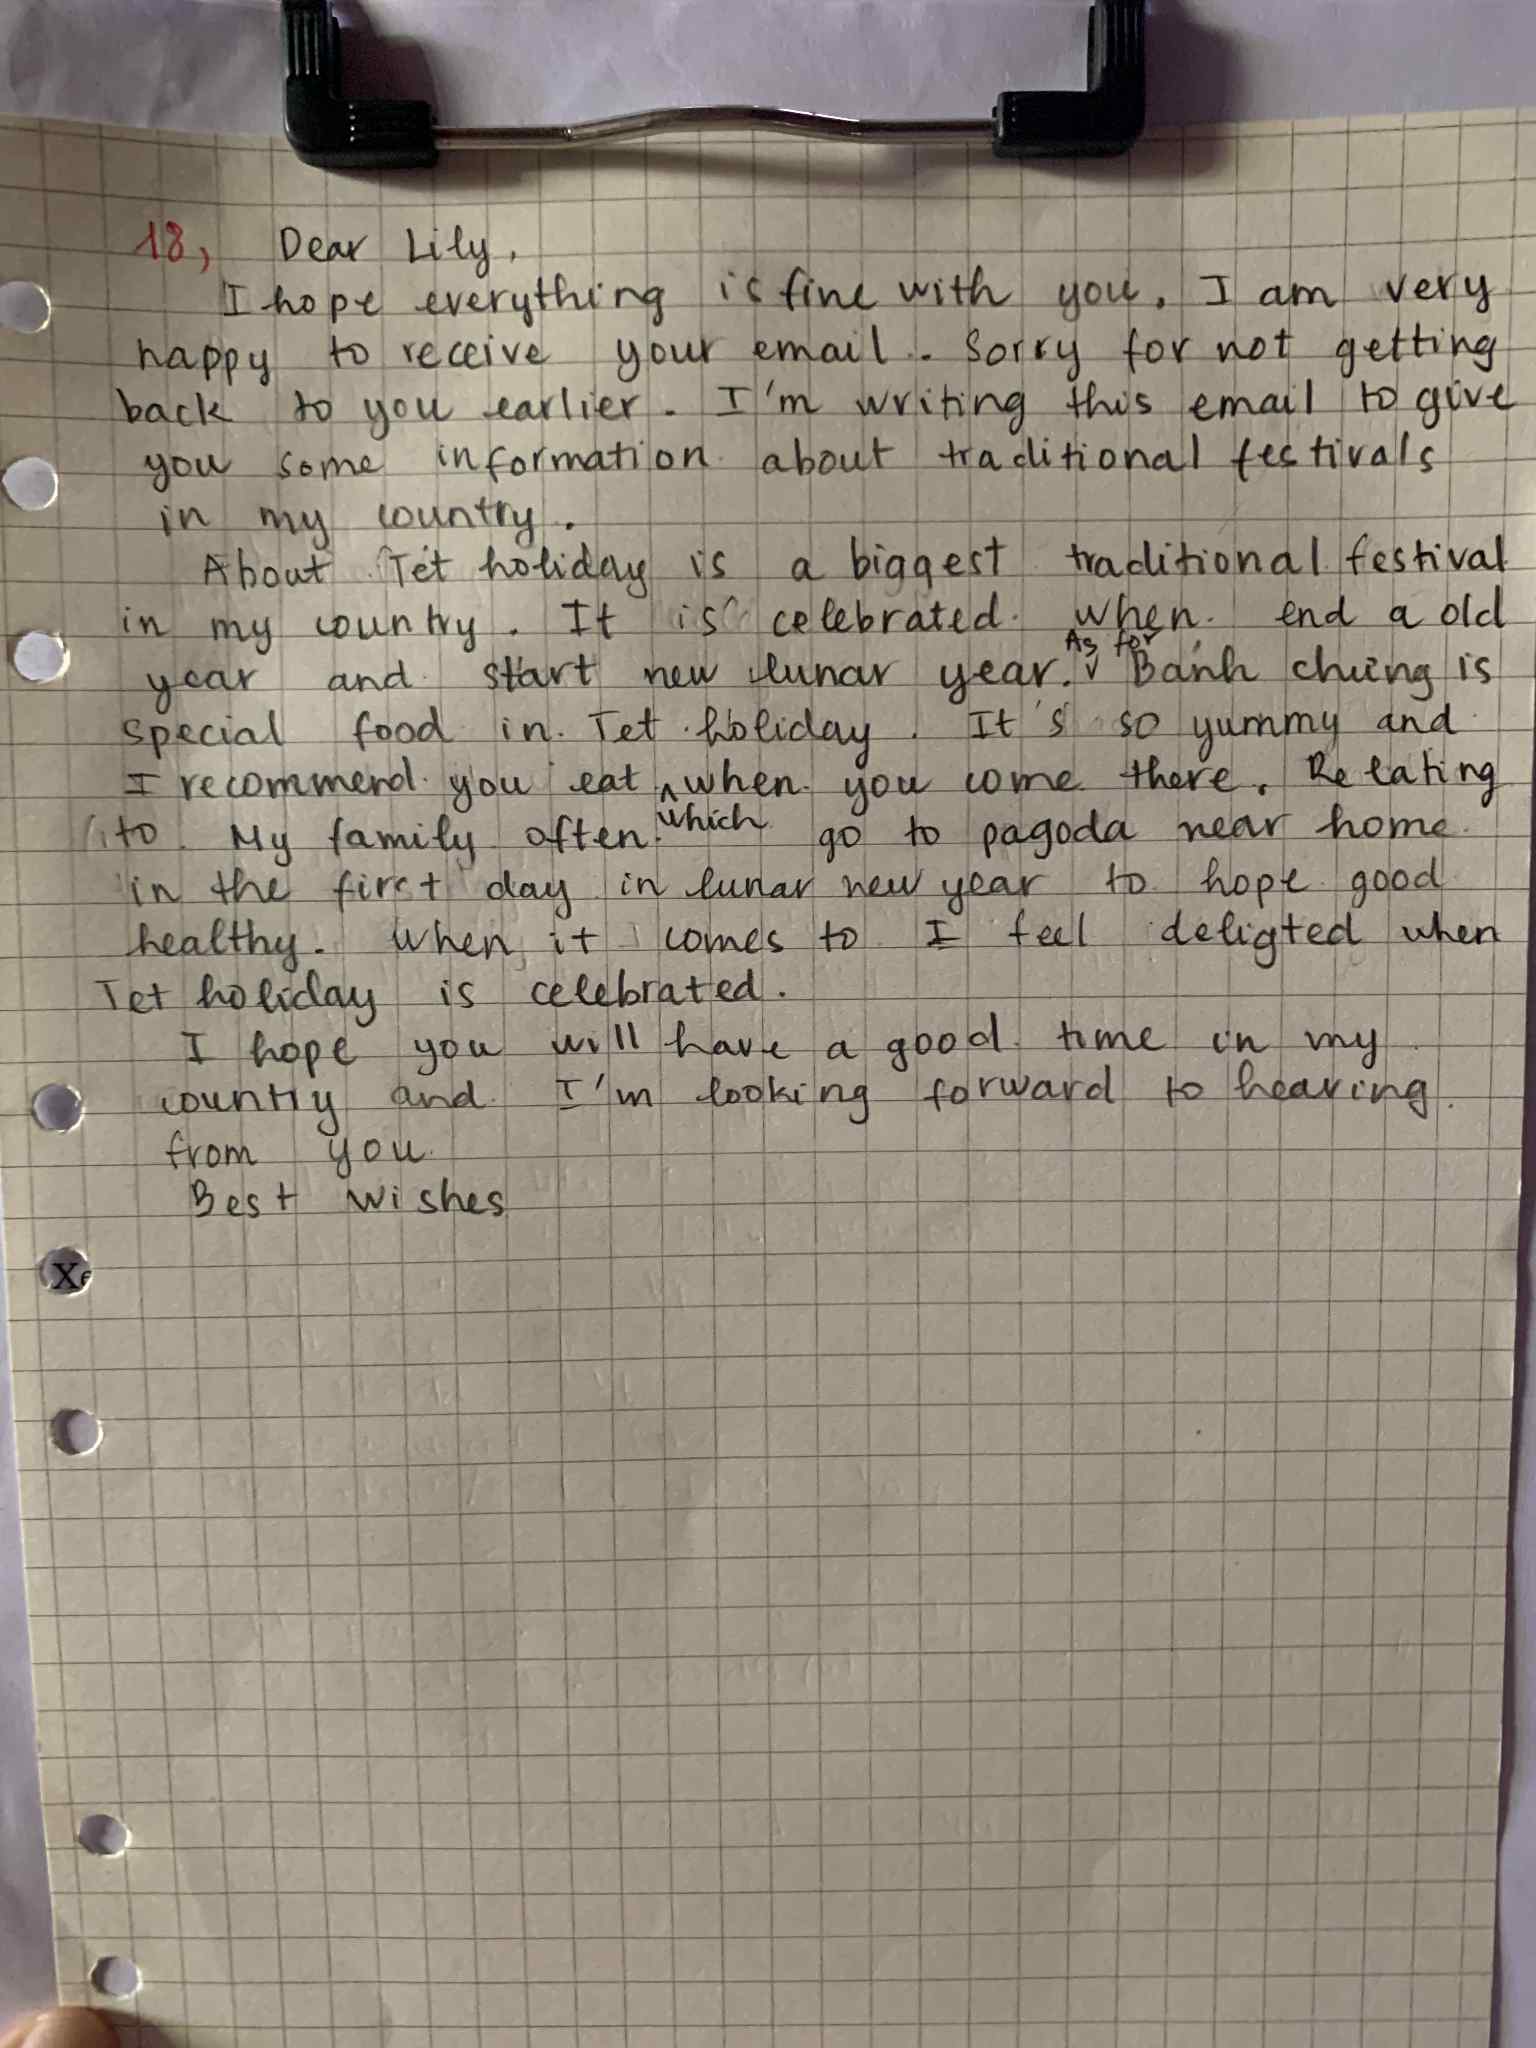 18, Dear Lily,
I hope everything is fine with you. I am very
happy to receive your email. Sorry for not getting
back to you earlier. I'm writing this email to give
you some information about traditional festivals
in my country.
About Tet holiday is a biggest traditional festival
in my country. It is celebrated when end a old
As for
year and start new lunar year. Banh chung is
special food in Tet holiday. It's so yummy and
I recommend you eat when you come there. Relating
which
to My family often go to pagoda near home
in the first day in lunar new year to hope good
healthy. When it comes to I feel deligted when
Tet holiday is celebrated.
I hope you will have a good time in my
country and I'm looking forward to hearing
from you
Best wishes